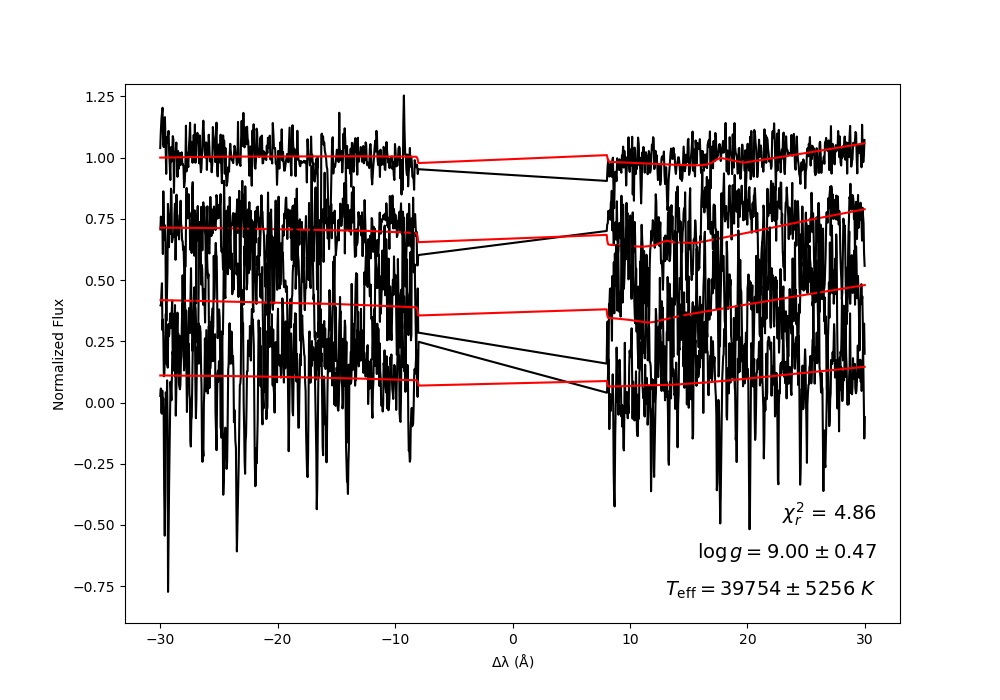 1.25
1.00
0.75
0.50
0.25
0.00
−0.25
−0.50
−0.75
Normalized Flux
χ²ᵣ = 4.86
log g = 9.00 ± 0.47
T_eff = 39754 ± 5256 K
−30 −20 −10 0 10 20 30
Δλ (Å)